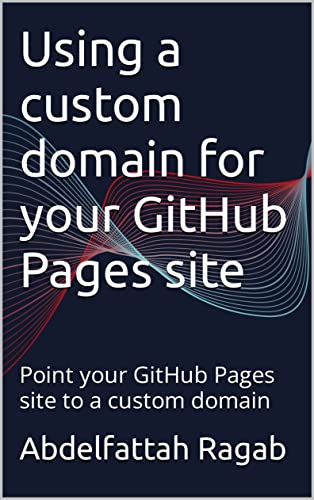 Using a
custom
domain for
your GitHub
Pages site
Point your GitHub Pages
site to a custom domain
Abdelfattah Ragab